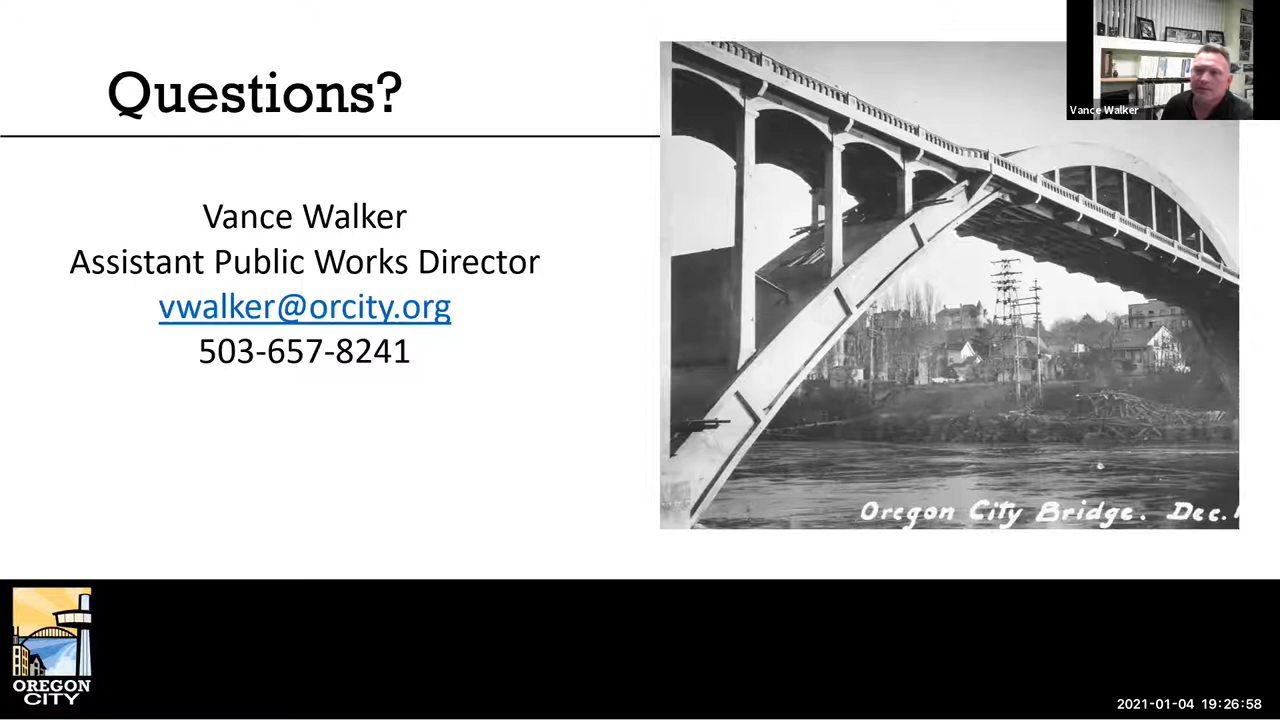 Questions?
Vance Walker
Assistant Public Works Director
vwalker@orcity.org
503-657-8241
Vance Walker
Oregon City Bridge. Dec.
OREGON
CITY
2021-01-04 19:26:58